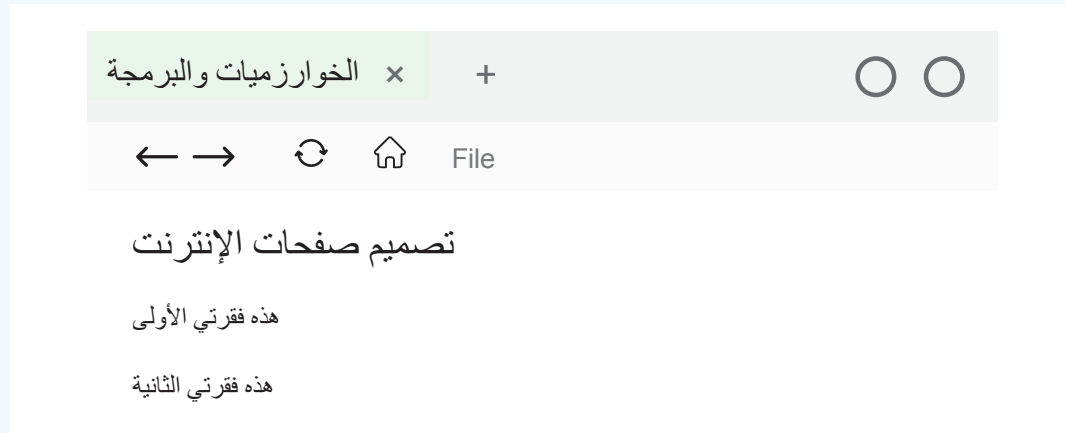 الخوارزميات والبرمجة × +
File
تصميم صفحات الإنترنت
هذه فقرتي الأولى
هذه فقرتي الثانية